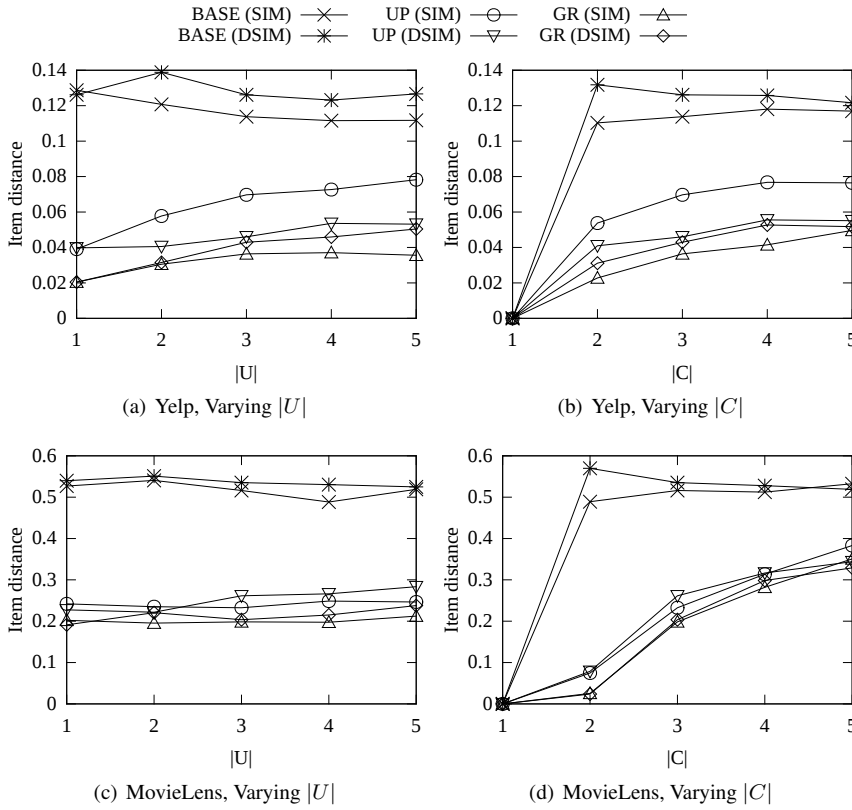 BASE (SIM) UP (SIM) GR (SIM)
BASE (DSIM) UP (DSIM) GR (DSIM)
0.14
0.12
0.1
0.08
0.06
0.04
0.02
0
Item distance
1 2 3 4 5
|U|
(a) Yelp, Varying |U|
0.14
0.12
0.1
0.08
0.06
0.04
0.02
0
Item distance
1 2 3 4 5
|C|
(b) Yelp, Varying |C|
0.6
0.5
0.4
0.3
0.2
0.1
0
Item distance
1 2 3 4 5
|U|
(c) MovieLens, Varying |U|
0.6
0.5
0.4
0.3
0.2
0.1
0
Item distance
1 2 3 4 5
|C|
(d) MovieLens, Varying |C|